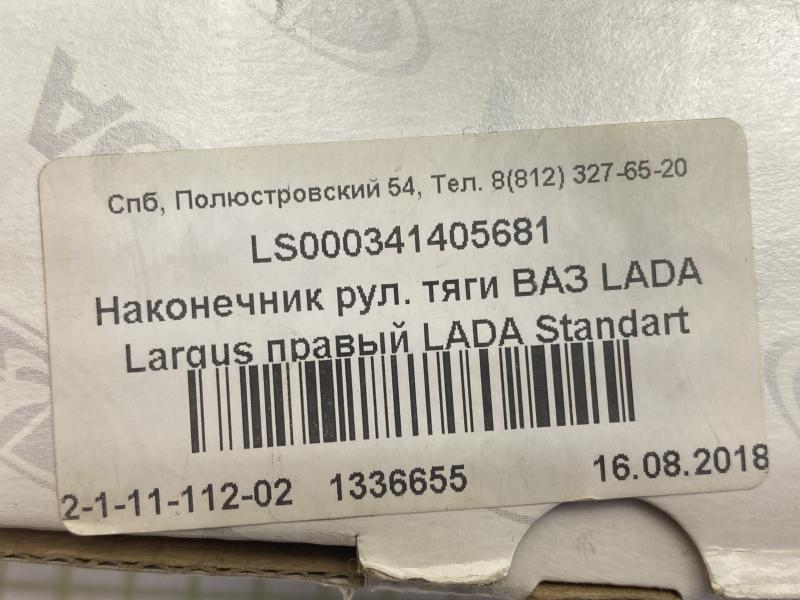 Спб, Полюстровский 54, Тел. 8(812) 327-65-20
LS000341405681
Наконечник рул. тяги ВАЗ LADA
Largus правый LADA Standart
2-1-11-112-02 1336655 16.08.2018